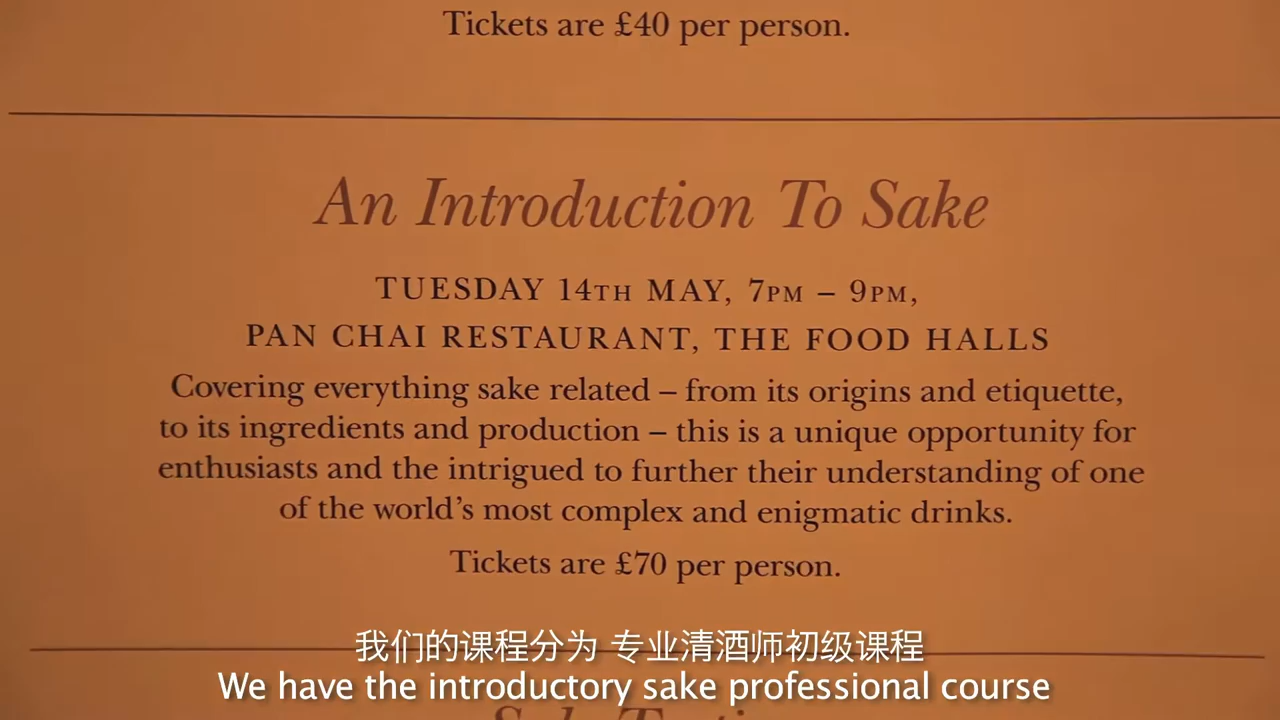 Tickets are £40 per person.
An Introduction To Sake
TUESDAY 14TH MAY, 7PM – 9PM,
PAN CHAI RESTAURANT, THE FOOD HALLS
Covering everything sake related – from its origins and etiquette,
to its ingredients and production – this is a unique opportunity for
enthusiasts and the intrigued to further their understanding of one
of the world's most complex and enigmatic drinks.
Tickets are £70 per person.
我们的课程分为 专业清酒师初级课程
We have the introductory sake professional course